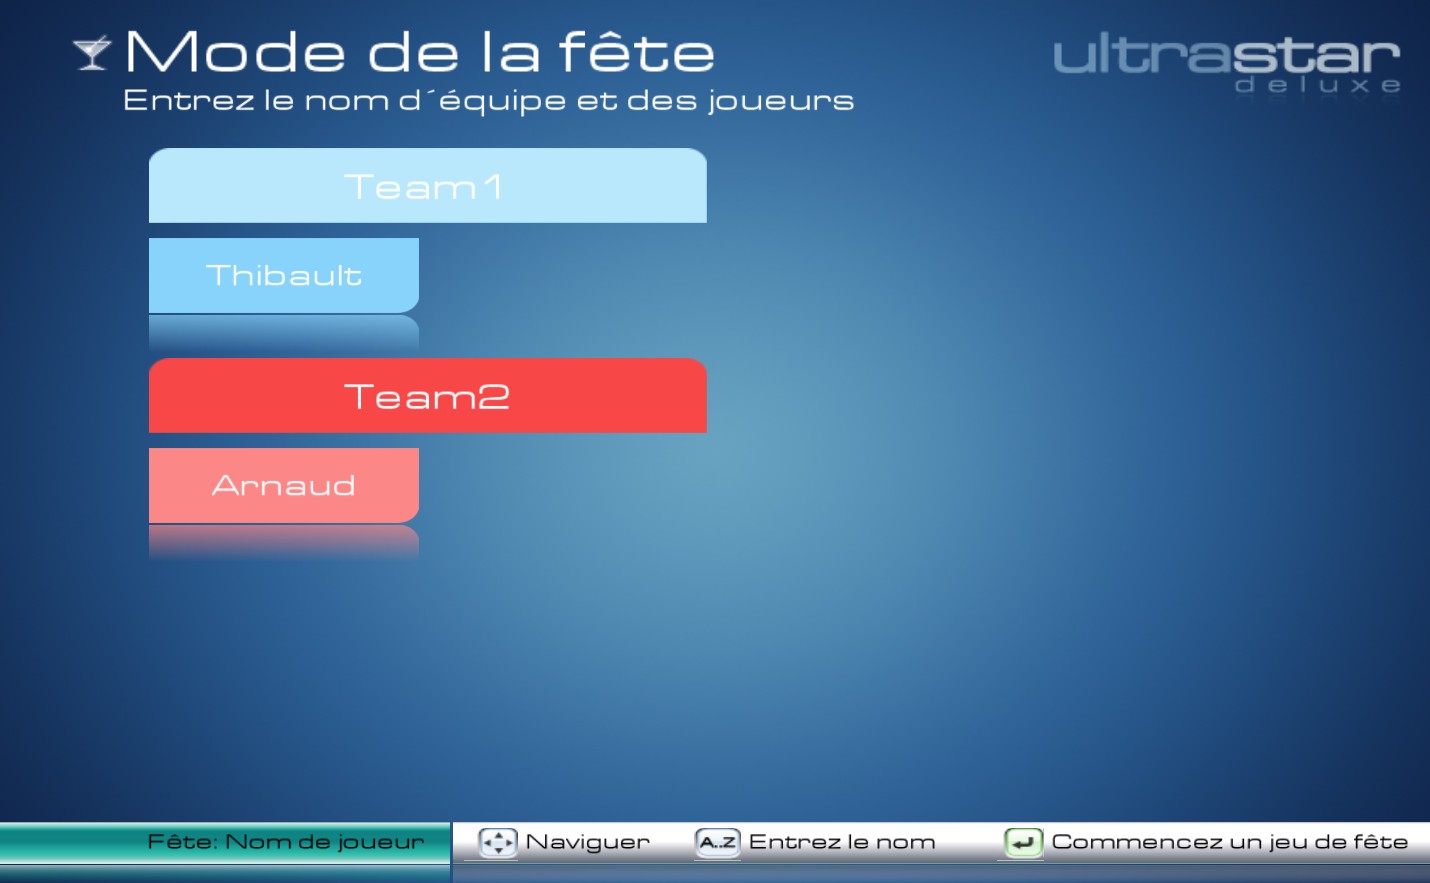 Mode de la fête
ultrastar
deluxe
Entrez le nom d´équipe et des joueurs
Team1
Thibault
Team2
Arnaud
Fête: Nom de joueur
Naviguer
A..Z Entrez le nom
Commencez un jeu de fête